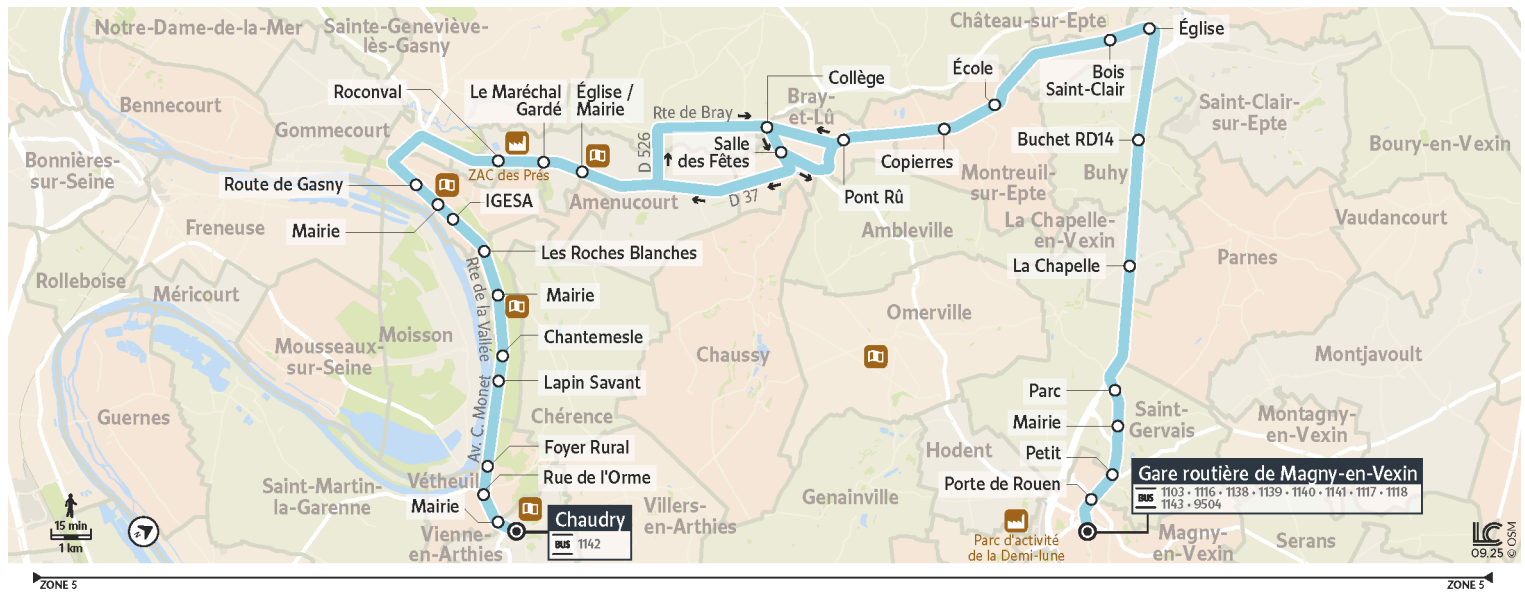 Notre-Dame-de-la-Mer
Sainte-Geneviève-
lès-Gasny
Château-sur-Epte
Église
Bois
Saint-Clair
École
Collège
Bray-
et-Lû
Roconval
Le Maréchal
Gardé
Église /
Mairie
Rte de Bray
D 526
Salle
des Fêtes
Bennecourt
Gommecourt
Saint-Clair-
sur-Epte
Buchet RD14
Boury-en-Vexin
Bonnières-
sur-Seine
ZAC des Prés
Copierres
Montreuil-
sur-Epte
Buhy
Route de Gasny
IGESA
Amenucourt
D 37
Pont Rû
Mairie
Freneuse
Ambleville
La Chapelle-
en-Vexin
Vaudancourt
Les Roches Blanches
La Chapelle
Parnes
Rolleboise
Méricourt
Mairie
Rte de la Vallée
Omerville
Moisson
Chantemesle
Mousseaux-
sur-Seine
Chaussy
Montjavoult
Lapin Savant
Av. C. Monet
Parc
Guernes
Chérence
Mairie
Saint-
Gervais
Montagny-
en-Vexin
Foyer Rural
Hodent
Petit
Vétheuil
Rue de l'Orme
Porte de Rouen
Gare routière de Magny-en-Vexin
BUS
1103 • 1116 • 1138 • 1139 • 1140 • 1141 • 1117 • 1118
1143 • 9504
Saint-Martin-
la-Garenne
Mairie
Villers-
en-Arthies
Genainville
Chaudry
BUS 1142
Vienne-
en-Arthies
Parc d'activité
de la Demi-lune
Magny-
en-Vexin
Serans
15 min
1 km
LC
09.25
© OSM
ZONE 5
ZONE 5